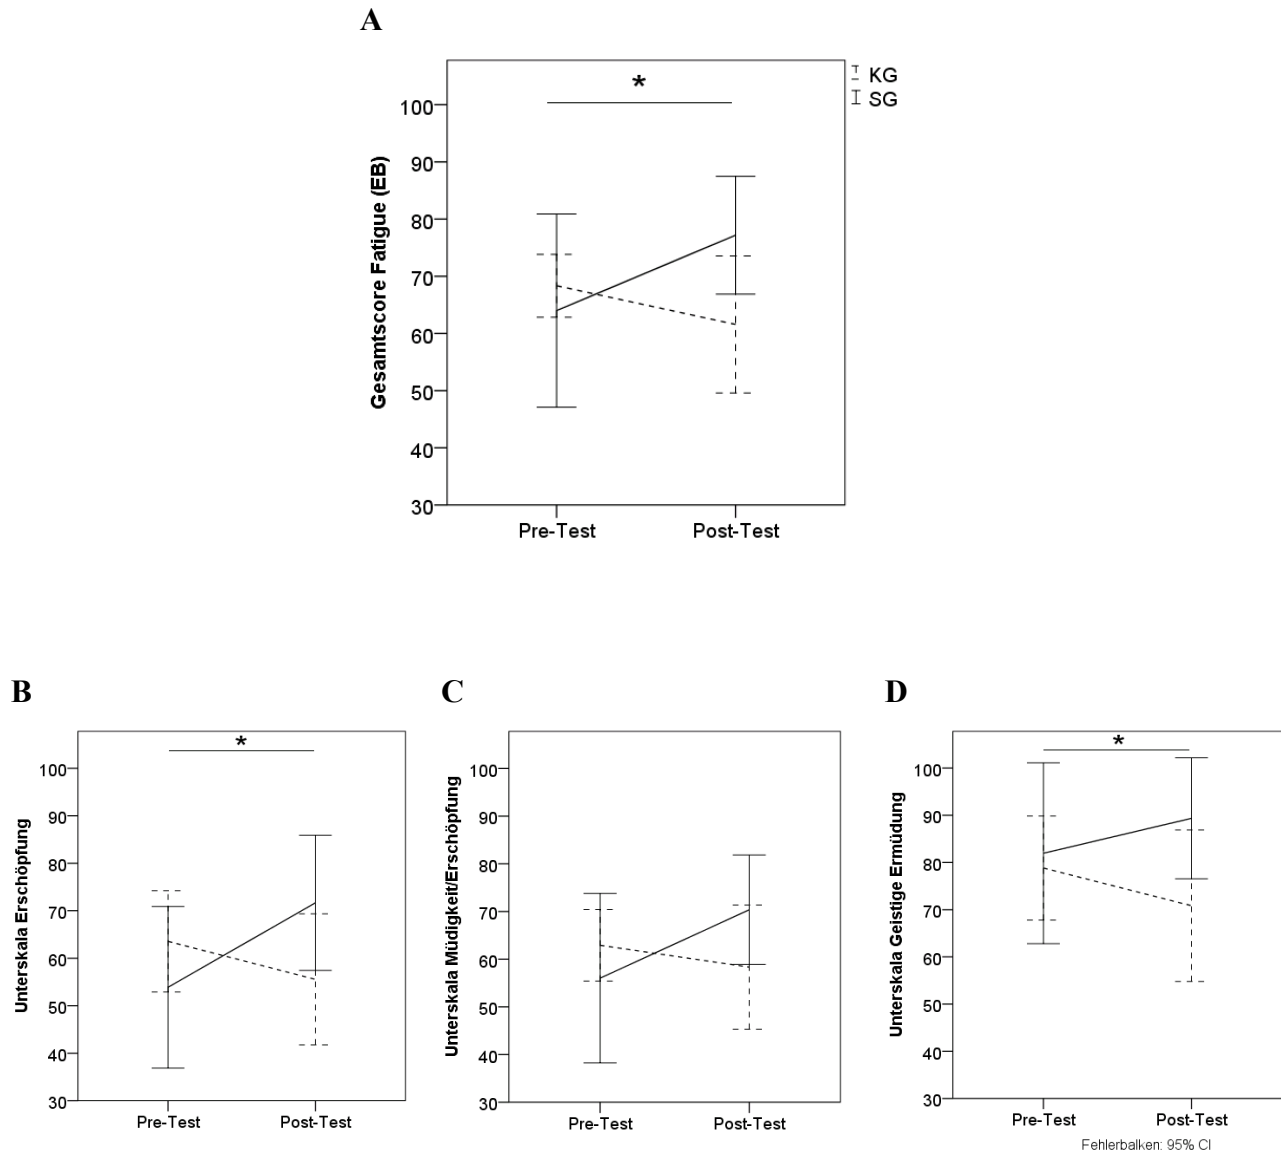 A
*
KG
SG
Gesamtscore Fatigue (EB)
100
90
80
70
60
50
40
30
Pre-Test Post-Test
B
*
Unterskala Erschöpfung
100
90
80
70
60
50
40
30
Pre-Test Post-Test
C
Unterskala Müdigkeit/Erschöpfung
100
90
80
70
60
50
40
30
Pre-Test Post-Test
D
*
Unterskala Geistige Ermüdung
100
90
80
70
60
50
40
30
Pre-Test Post-Test
Fehlerbalken: 95% CI